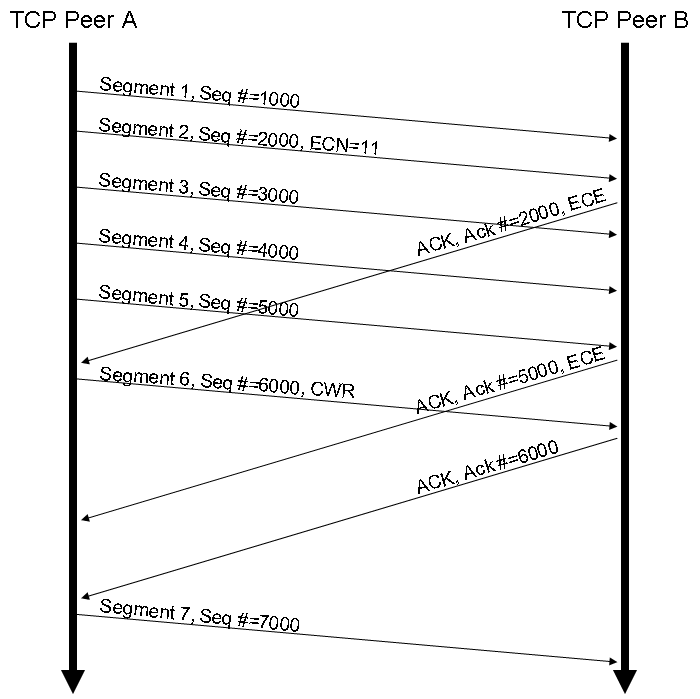 TCP Peer A
TCP Peer B
Segment 1, Seq #=1000
Segment 2, Seq #=2000, ECN=11
Segment 3, Seq #=3000
ACK, Ack #=2000, ECE
Segment 4, Seq #=4000
Segment 5, Seq #=5000
ACK, Ack #=5000, ECE
Segment 6, Seq #=6000, CWR
ACK, Ack #=6000
Segment 7, Seq #=7000